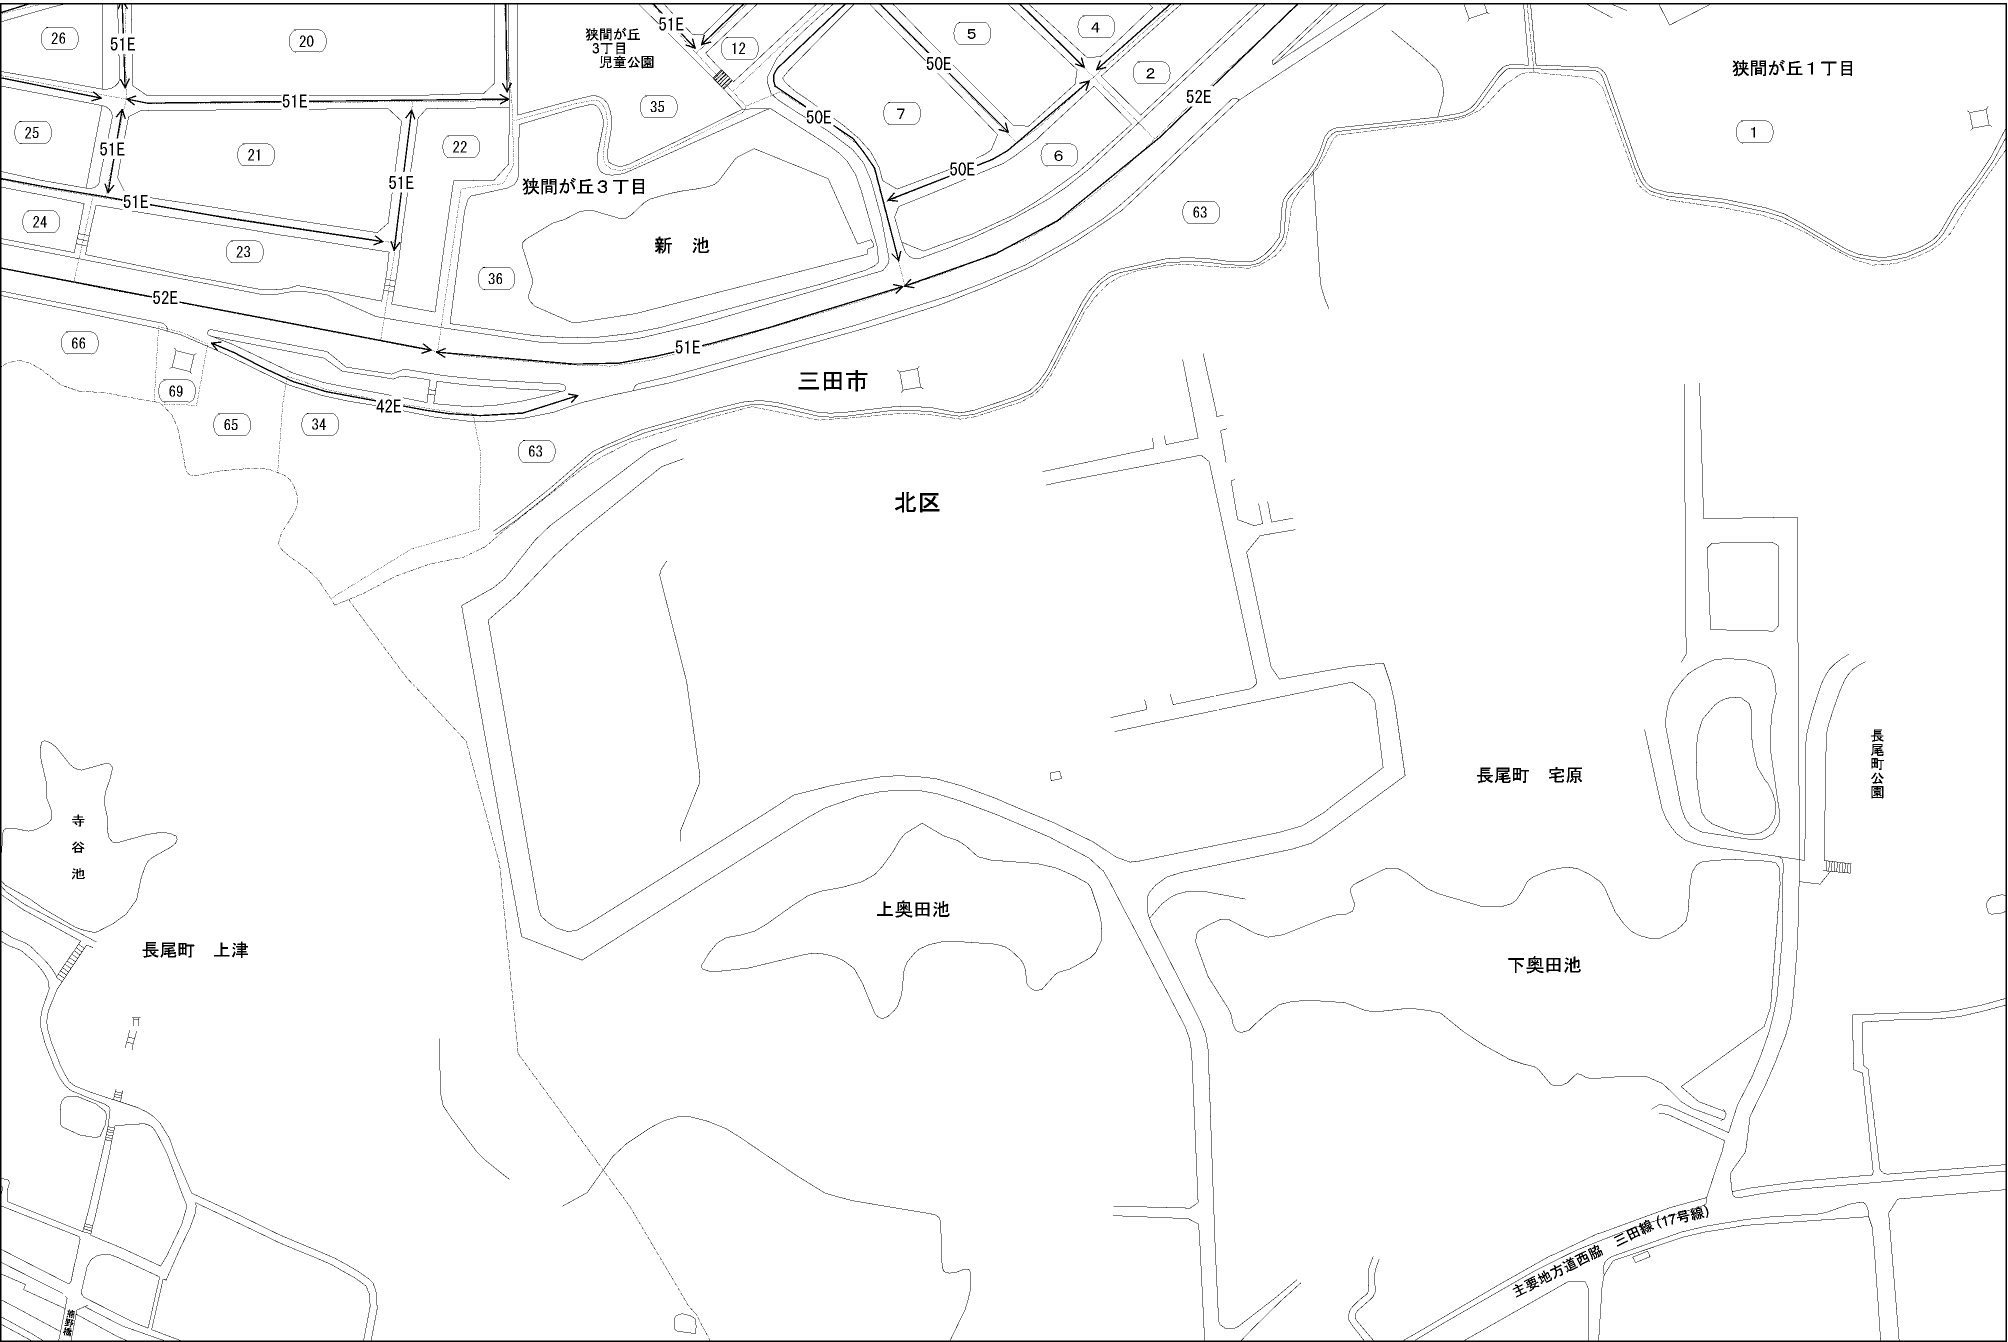 26
51E
20
51E
25
51E
21
51E
22
51E
24
23
52E
36
狭間が丘
3丁目
児童公園
51E
12
35
狭間が丘３丁目
新　池
50E
5
4
2
52E
50E
7
50E
6
狭間が丘１丁目
1
63
66
69
65
34
42E
51E
63
三田市
北区
長尾町　宅原
長尾町公園
寺谷池
長尾町　上津
上奥田池
下奥田池
主要地方道西脇　三田線(17号線)
熊野橋